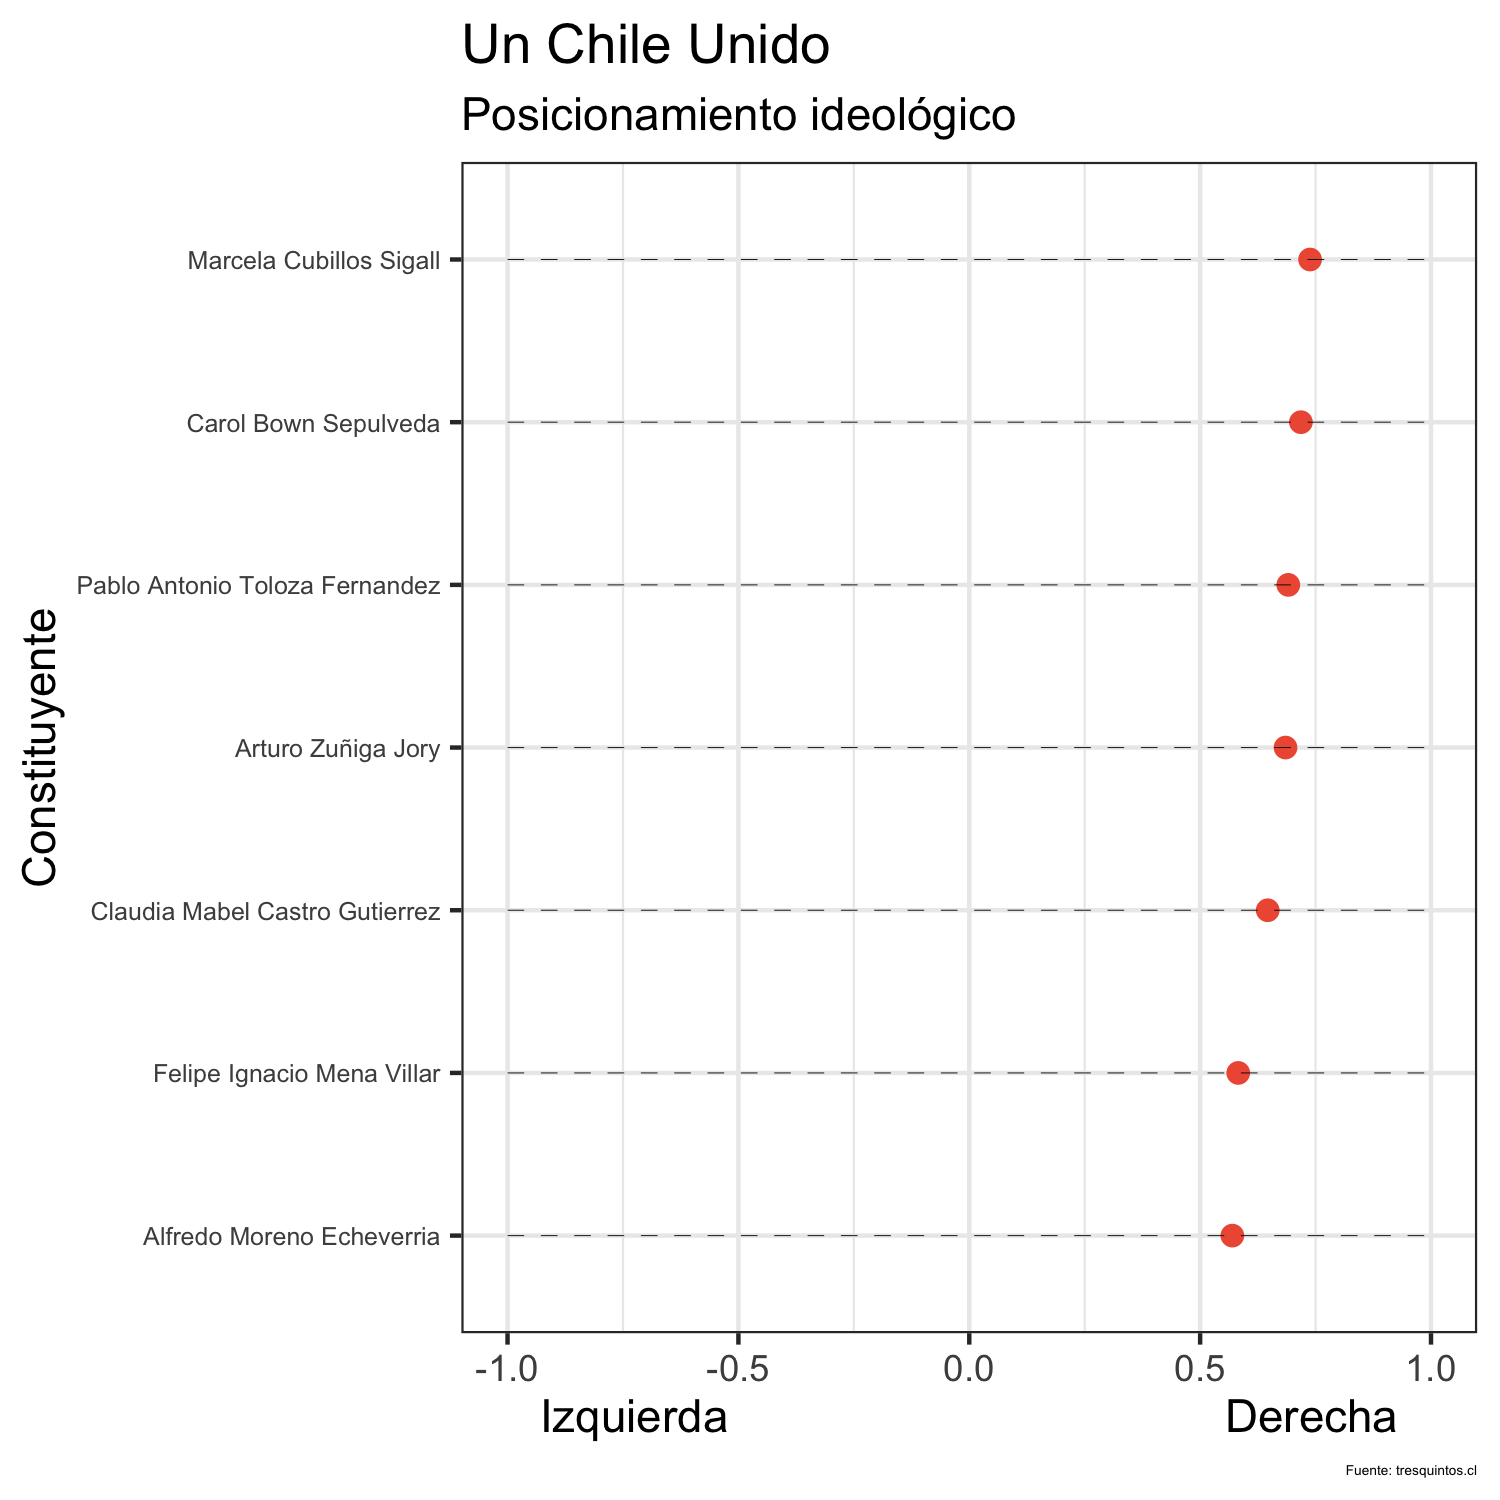 Un Chile Unido
Posicionamiento ideológico
Constituyente
Marcela Cubillos Sigall
Carol Bown Sepulveda
Pablo Antonio Toloza Fernandez
Arturo Zuñiga Jory
Claudia Mabel Castro Gutierrez
Felipe Ignacio Mena Villar
Alfredo Moreno Echeverria
-1.0 -0.5 0.0 0.5 1.0
Izquierda Derecha
Fuente: tresquintos.cl